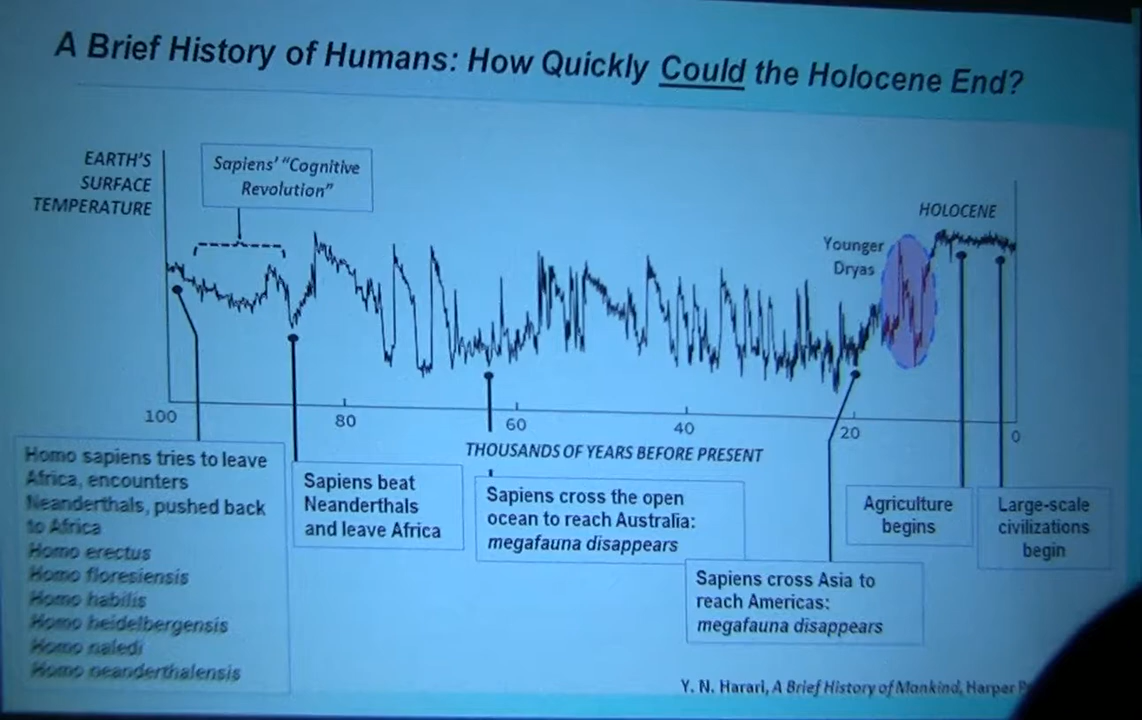 A Brief History of Humans: How Quickly Could the Holocene End?
EARTH'S
SURFACE
TEMPERATURE
Sapiens' "Cognitive
Revolution"
HOLOCENE
Younger
Dryas
100
80
60
40
20
0
THOUSANDS OF YEARS BEFORE PRESENT
Homo sapiens tries to leave
Africa, encounters
Neanderthals, pushed back
to Africa
Homo erectus
Homo floresiensis
Homo habilis
Homo heidelbergensis
Homo naledi
Homo neanderthalensis
Sapiens beat
Neanderthals
and leave Africa
Sapiens cross the open
ocean to reach Australia:
megafauna disappears
Sapiens cross Asia to
reach Americas:
megafauna disappears
Agriculture
begins
Large-scale
civilizations
begin
Y. N. Harari, A Brief History of Mankind, Harper